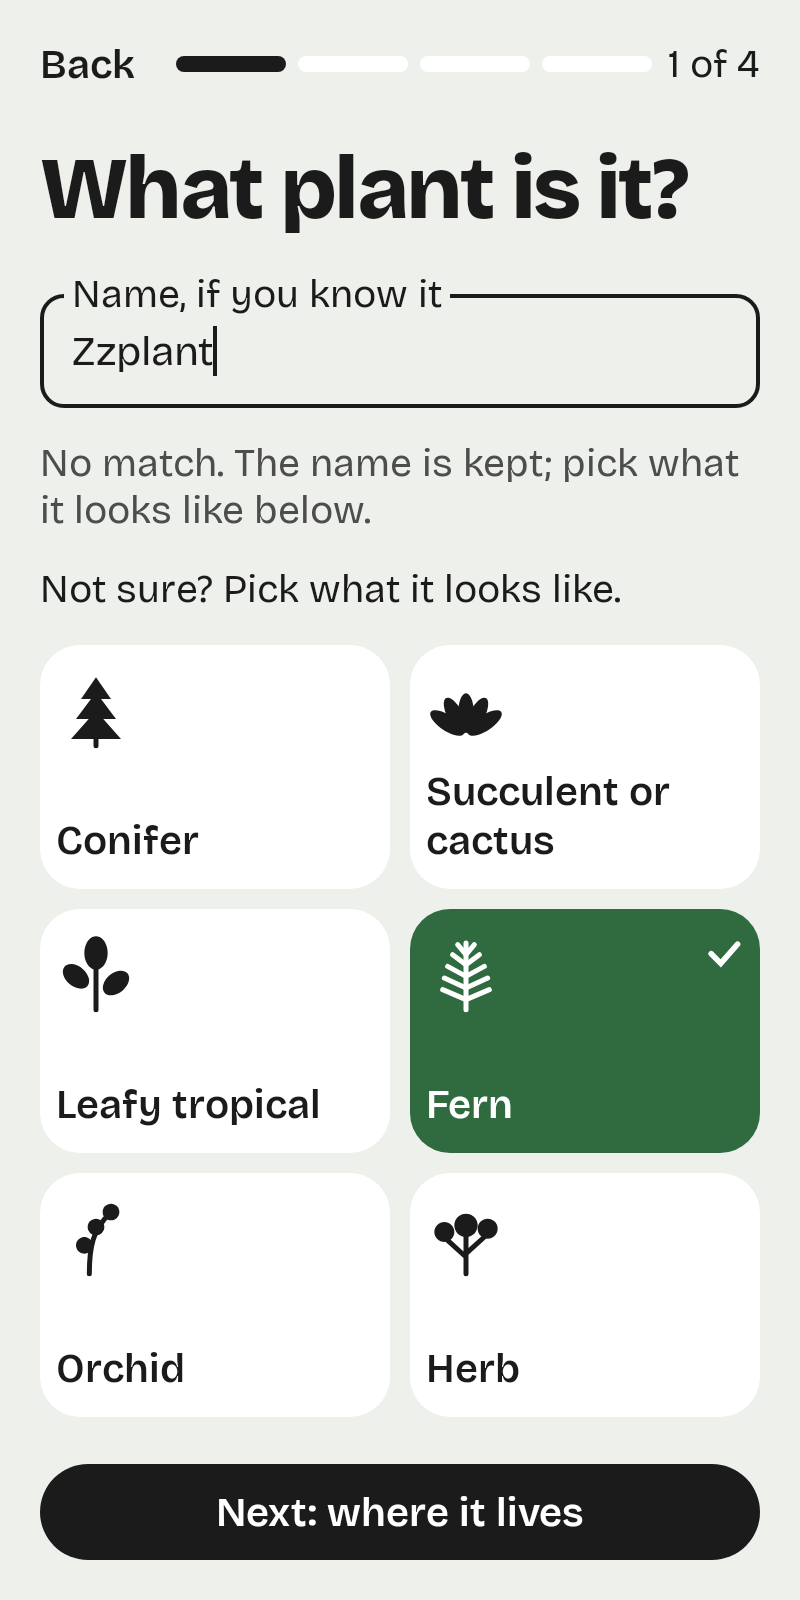 Back
1 of 4
What plant is it?
Name, if you know it
Zzplant
No match. The name is kept; pick what
it looks like below.
Not sure? Pick what it looks like.
Conifer
Succulent or
cactus
Leafy tropical
Fern
Orchid
Herb
Next: where it lives